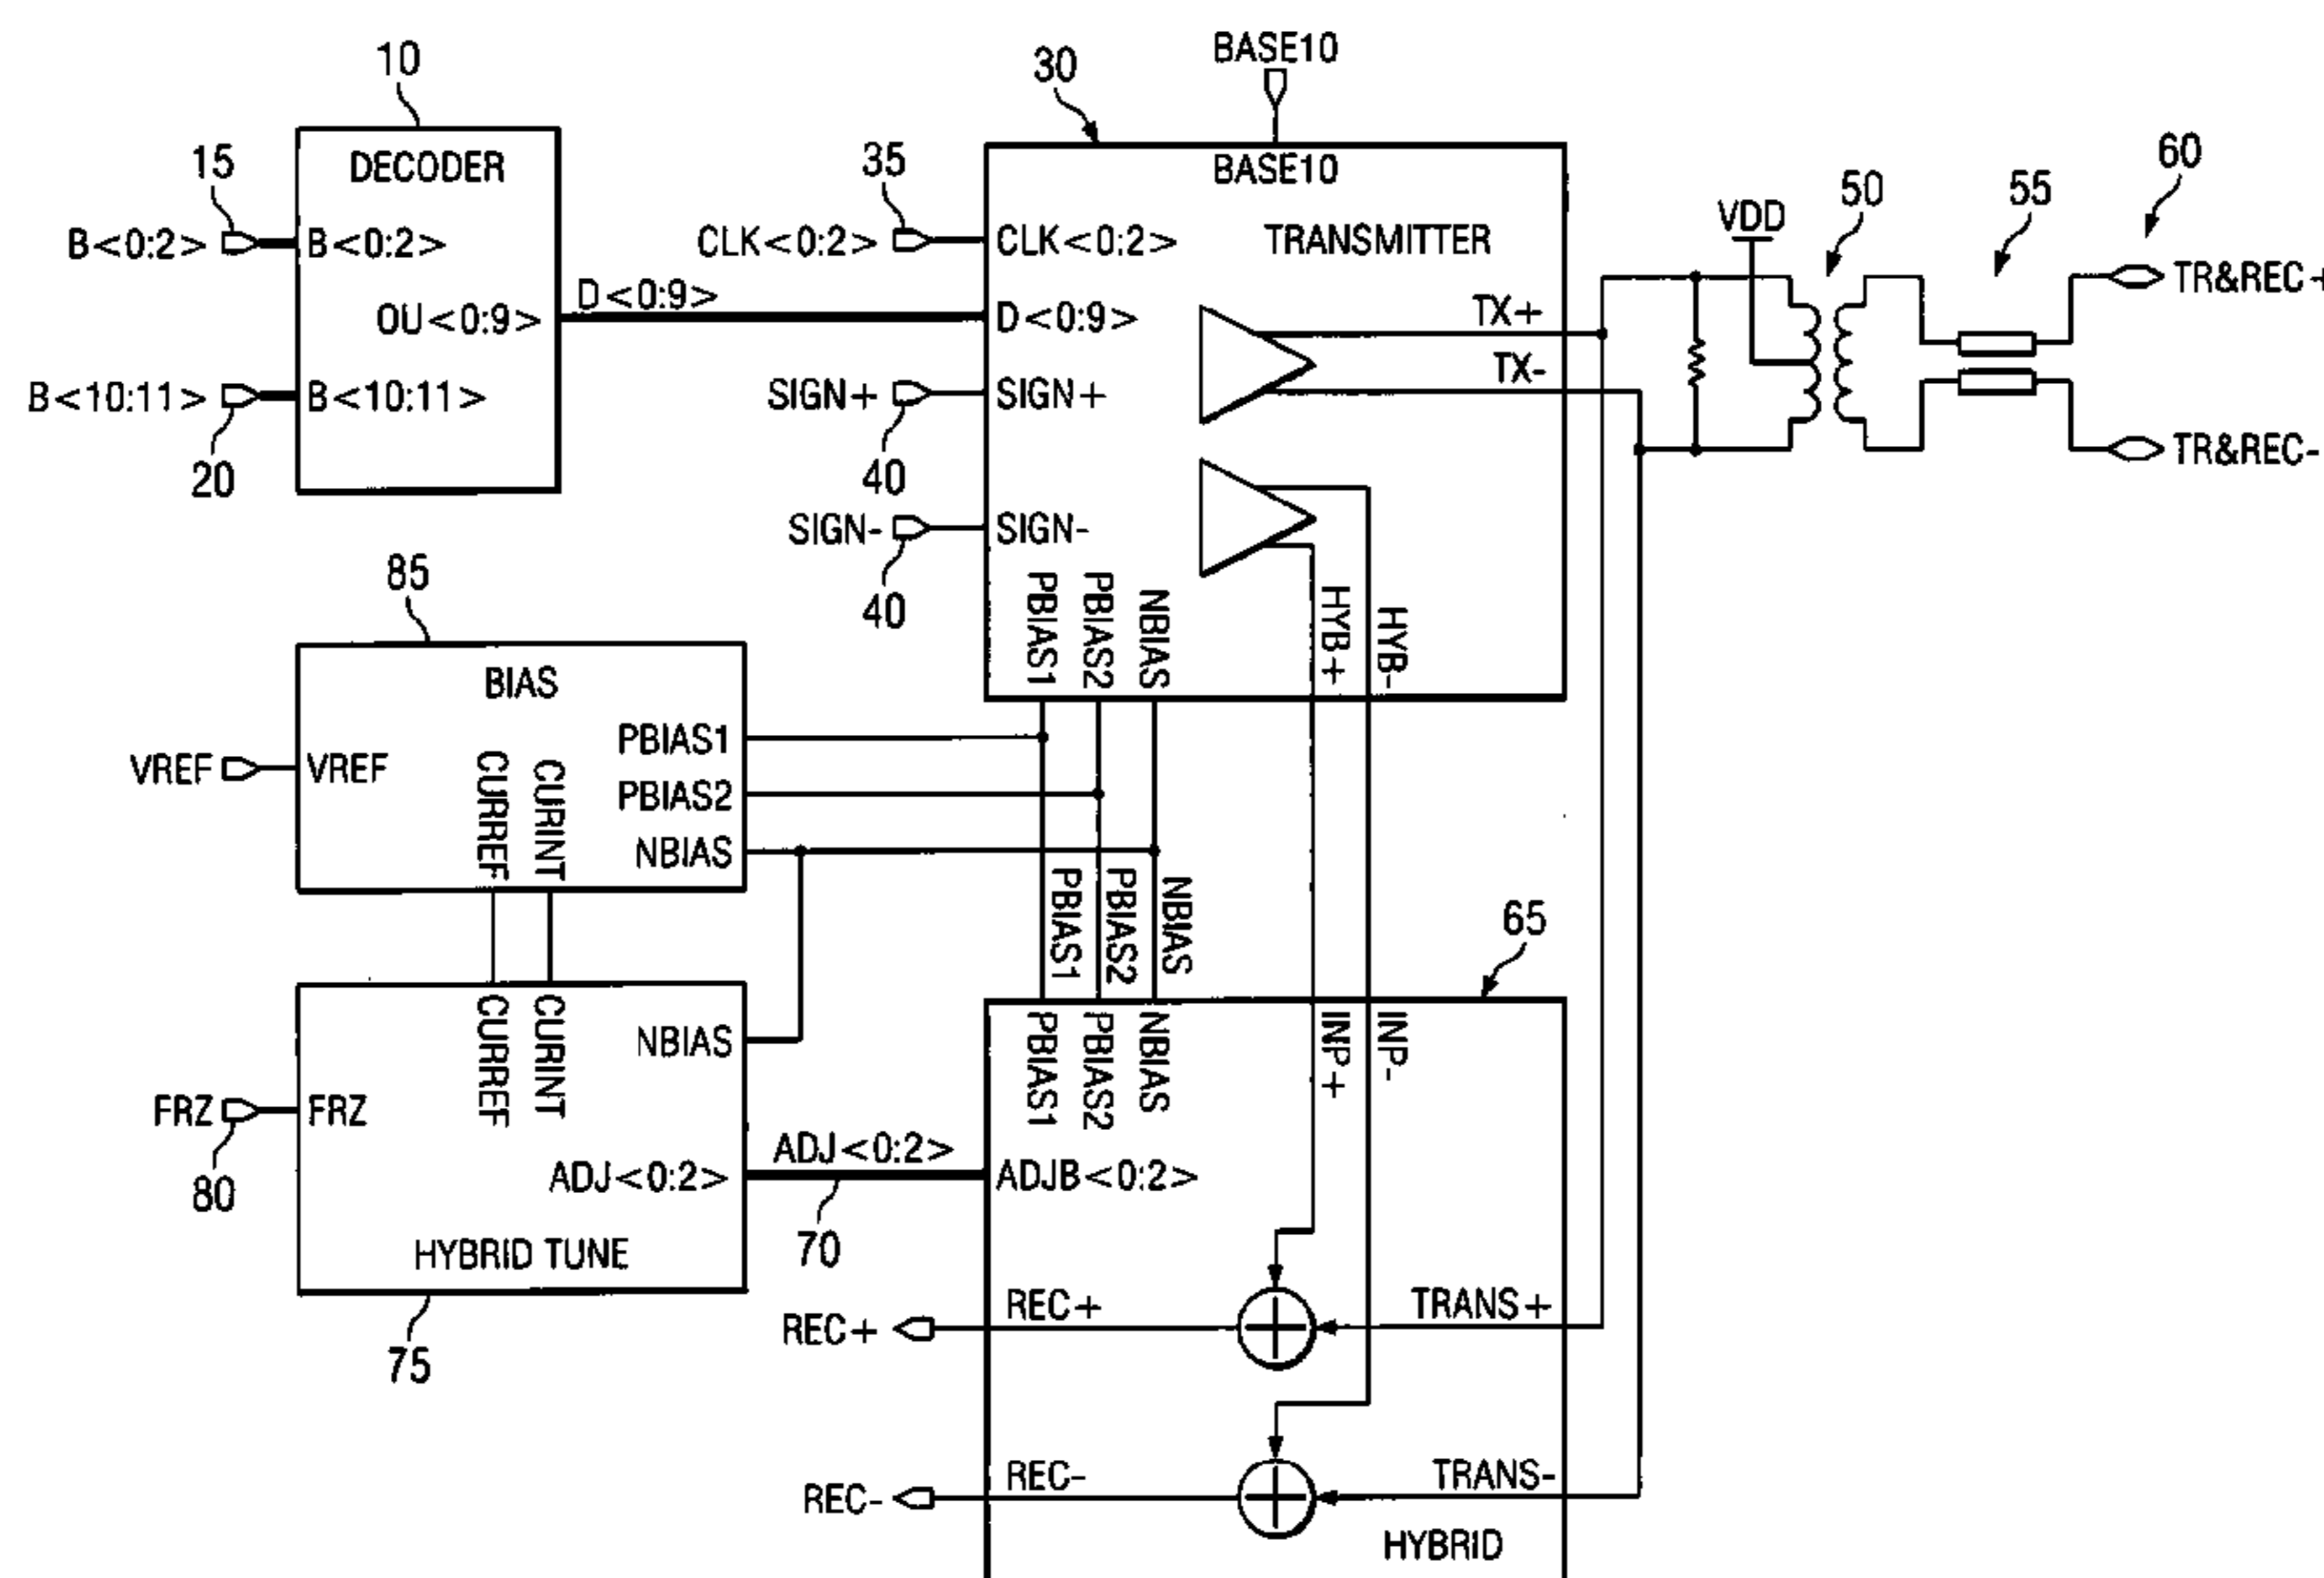 10
DECODER
15
B<0:2>
B<0:2>
OU<0:9>
D<0:9>
B<10:11>
B<10:11>
20
BASE10
30
BASE10
35
CLK<0:2>
CLK<0:2>
TRANSMITTER
D<0:9>
TX+
TX-
SIGN+
SIGN+
40
SIGN-
SIGN-
40
PBIAS1
PBIAS2
NBIAS
HYB+
HYB-
VDD
50
55
60
TR&REC+
TR&REC-
85
BIAS
VREF
VREF
CURREF
CURINT
PBIAS1
PBIAS2
NBIAS
PBIAS1
PBIAS2
NBIAS
65
CURREF
CURINT
NBIAS
FRZ
FRZ
80
ADJ<0:2>
HYBRID TUNE
75
ADJ<0:2>
70
PBIAS1
PBIAS2
NBIAS
INP+
INP-
ADJB<0:2>
REC+
REC+
TRANS+
REC-
REC-
TRANS-
HYBRID